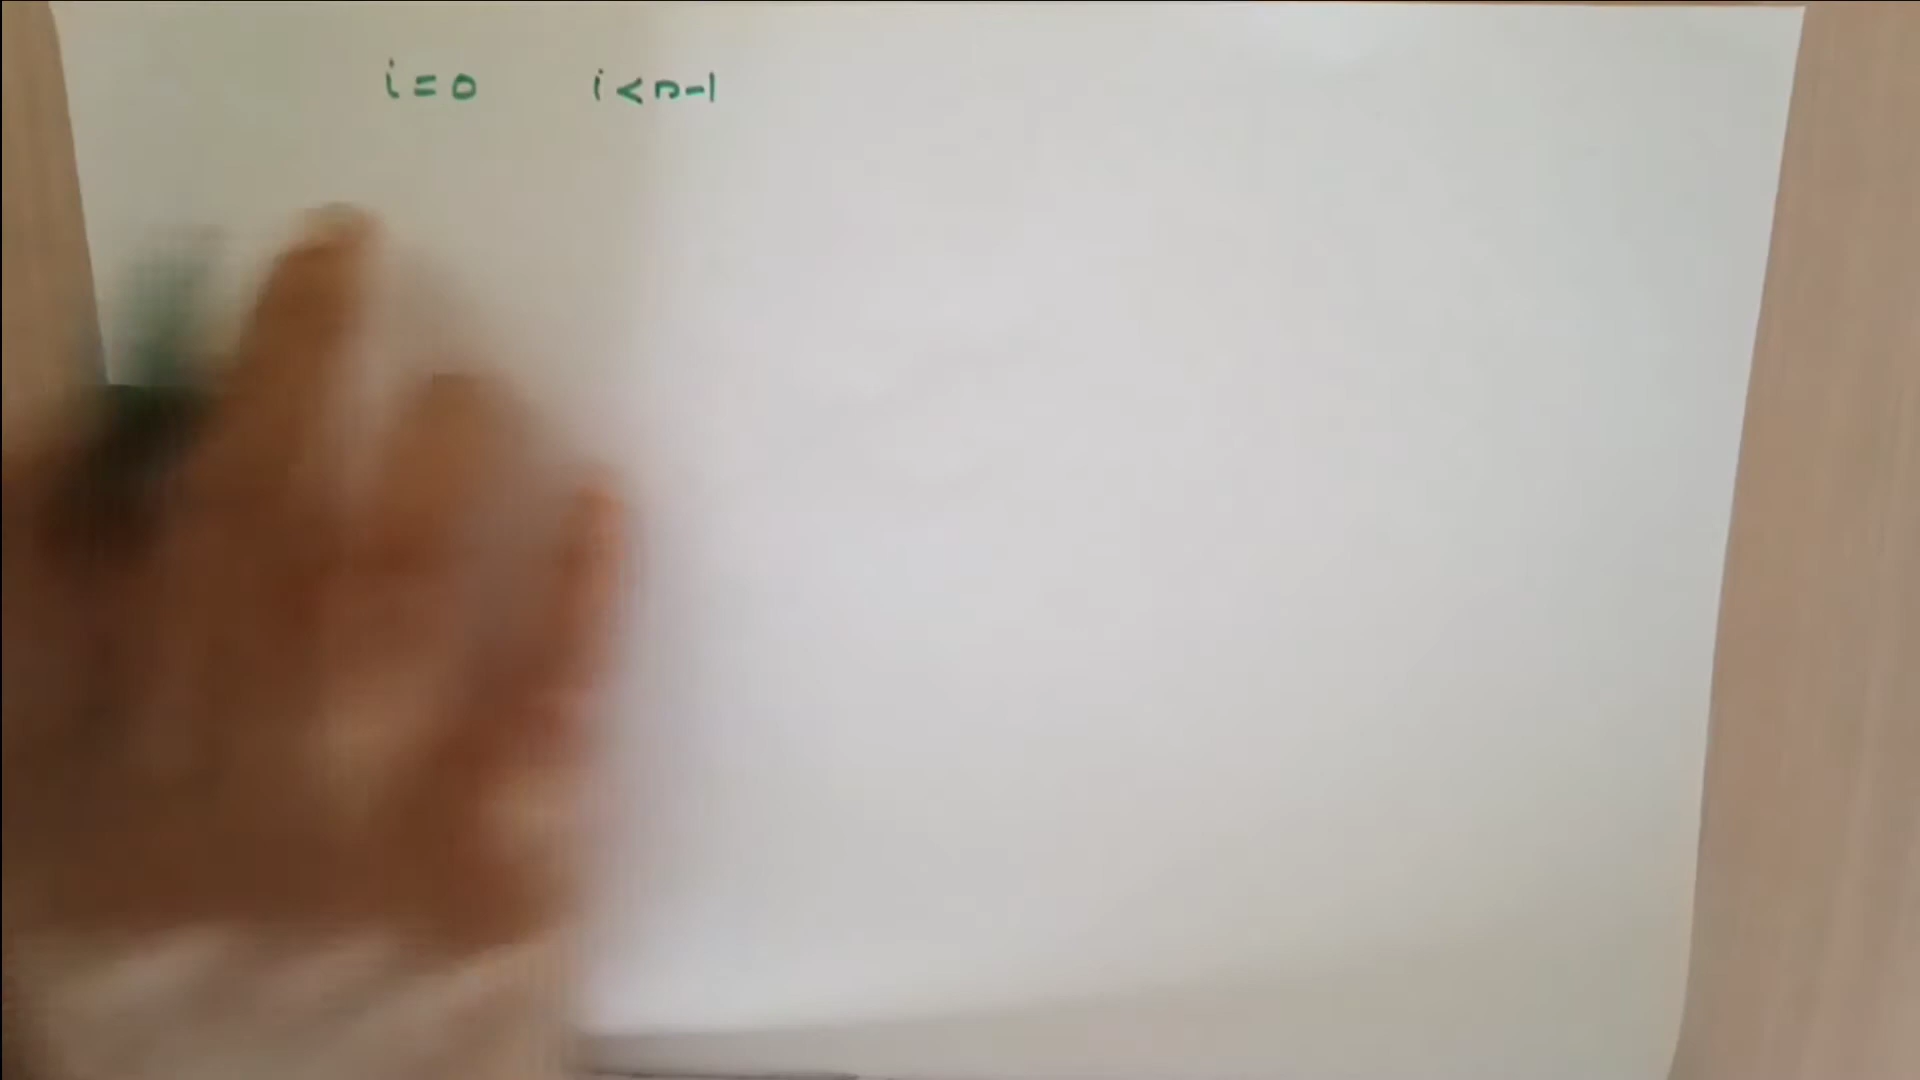 i = 0 i < n-1